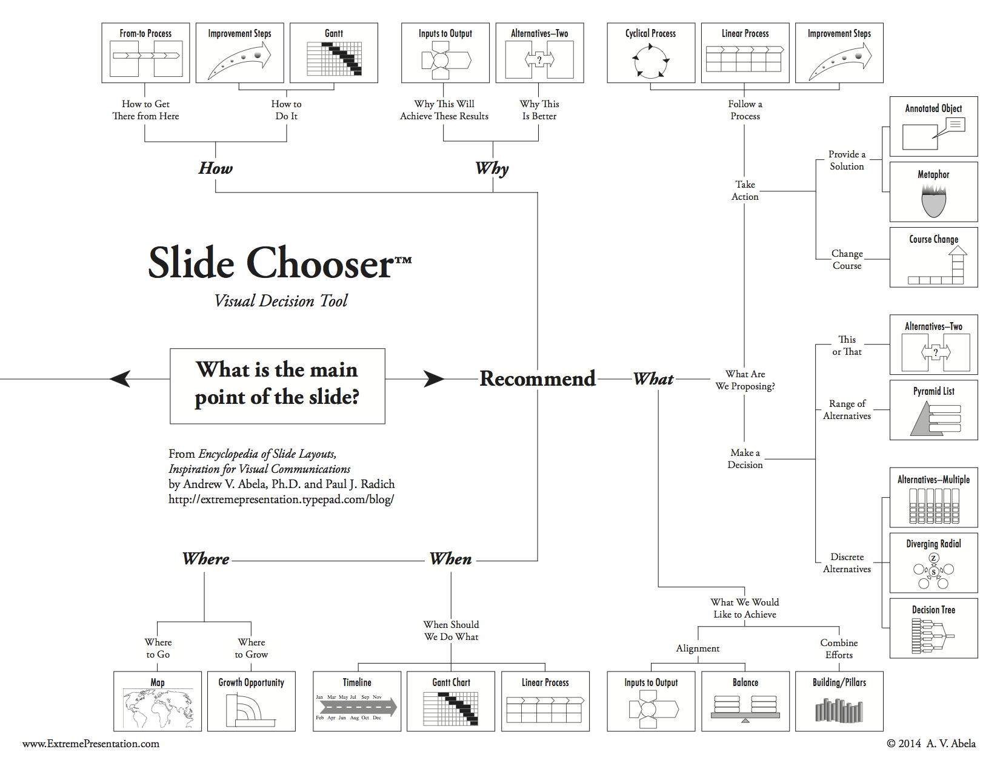 From-to Process
Improvement Steps
Gantt
Inputs to Output
Alternatives–Two
?
Cyclical Process
Linear Process
Improvement Steps
How to Get
There from Here
How to
Do It
Why This Will
Achieve These Results
Why This
Is Better
Follow a
Process
How
Why
Annotated Object
Provide a
Solution
Metaphor
Take
Action
Course Change
Change
Course
Slide Chooser™
Visual Decision Tool
What is the main
point of the slide?
Recommend
What
What Are
We Proposing?
This
or That
Alternatives–Two
?
Range of
Alternatives
Pyramid List
Make a
Decision
From Encyclopedia of Slide Layouts,
Inspiration for Visual Communications
by Andrew V. Abela, Ph.D. and Paul J. Radich
http://extremepresentation.typepad.com/blog/
Alternatives–Multiple
Discrete
Alternatives
Diverging Radial
Z
S
Decision Tree
Where
When
What We Would
Like to Achieve
Where
to Go
Where
to Grow
When Should
We Do What
Alignment
Combine
Efforts
Map
Growth Opportunity
Timeline
Jan Mar May Jul Sep Nov
Feb Apr Jun Aug Oct Dec
Gantt Chart
Linear Process
Inputs to Output
Balance
Building/Pillars
www.ExtremePresentation.com
© 2014 A. V. Abela